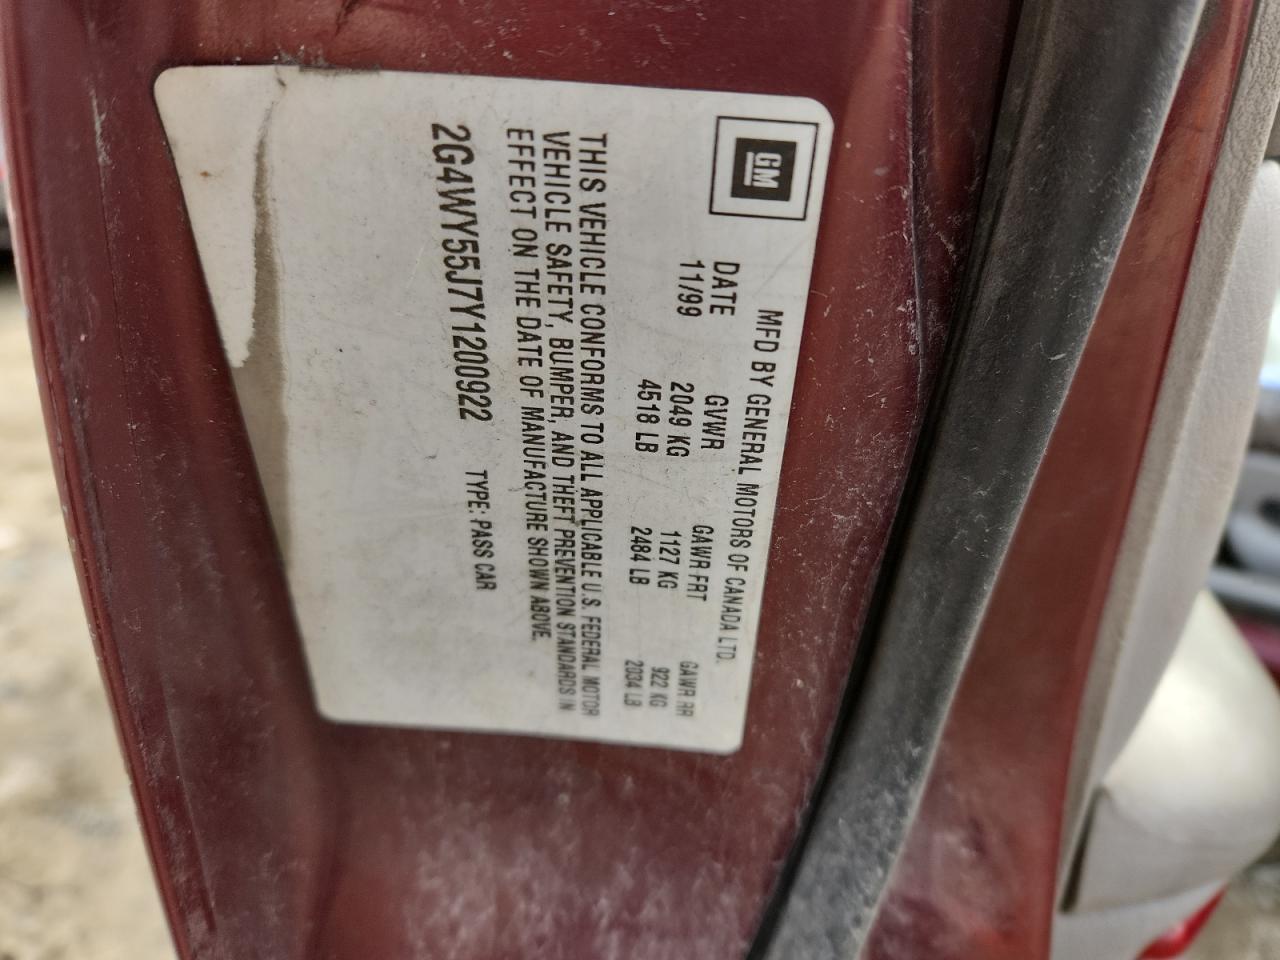 GM
MFD BY GENERAL MOTORS OF CANADA LTD.
DATE GVWR GAWR FRT GAWR RR
11/99 2049 KG 1127 KG 922 KG
4518 LB 2484 LB 2034 LB
THIS VEHICLE CONFORMS TO ALL APPLICABLE U.S. FEDERAL MOTOR
VEHICLE SAFETY, BUMPER, AND THEFT PREVENTION STANDARDS IN
EFFECT ON THE DATE OF MANUFACTURE SHOWN ABOVE.
2G4WY55J7Y1200922 TYPE: PASS CAR